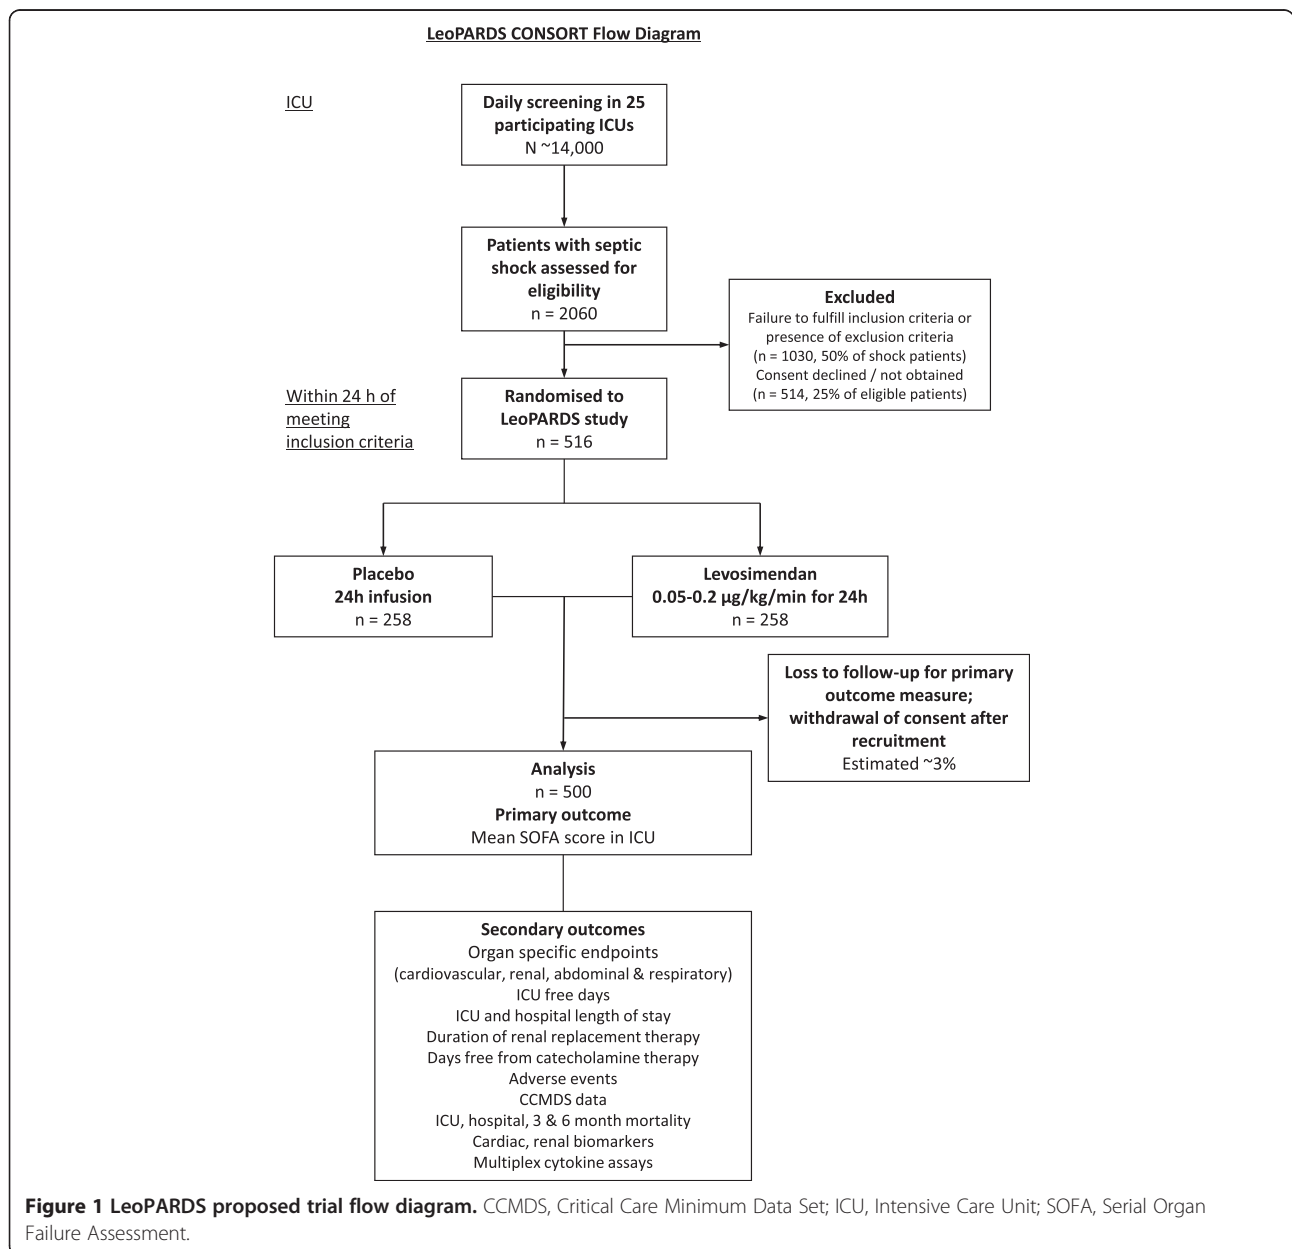 LeoPARDS CONSORT Flow Diagram
ICU
Daily screening in 25
participating ICUs
N ~14,000
Patients with septic
shock assessed for
eligibility
n = 2060
Excluded
Failure to fulfill inclusion criteria or
presence of exclusion criteria
(n = 1030, 50% of shock patients)
Consent declined / not obtained
(n = 514, 25% of eligible patients)
Within 24 h of
meeting
inclusion criteria
Randomised to
LeoPARDS study
n = 516
Placebo
24h infusion
n = 258
Levosimendan
0.05-0.2 µg/kg/min for 24h
n = 258
Loss to follow-up for primary
outcome measure;
withdrawal of consent after
recruitment
Estimated ~3%
Analysis
n = 500
Primary outcome
Mean SOFA score in ICU
Secondary outcomes
Organ specific endpoints
(cardiovascular, renal, abdominal & respiratory)
ICU free days
ICU and hospital length of stay
Duration of renal replacement therapy
Days free from catecholamine therapy
Adverse events
CCMDS data
ICU, hospital, 3 & 6 month mortality
Cardiac, renal biomarkers
Multiplex cytokine assays
Figure 1 LeoPARDS proposed trial flow diagram. CCMDS, Critical Care Minimum Data Set; ICU, Intensive Care Unit; SOFA, Serial Organ
Failure Assessment.